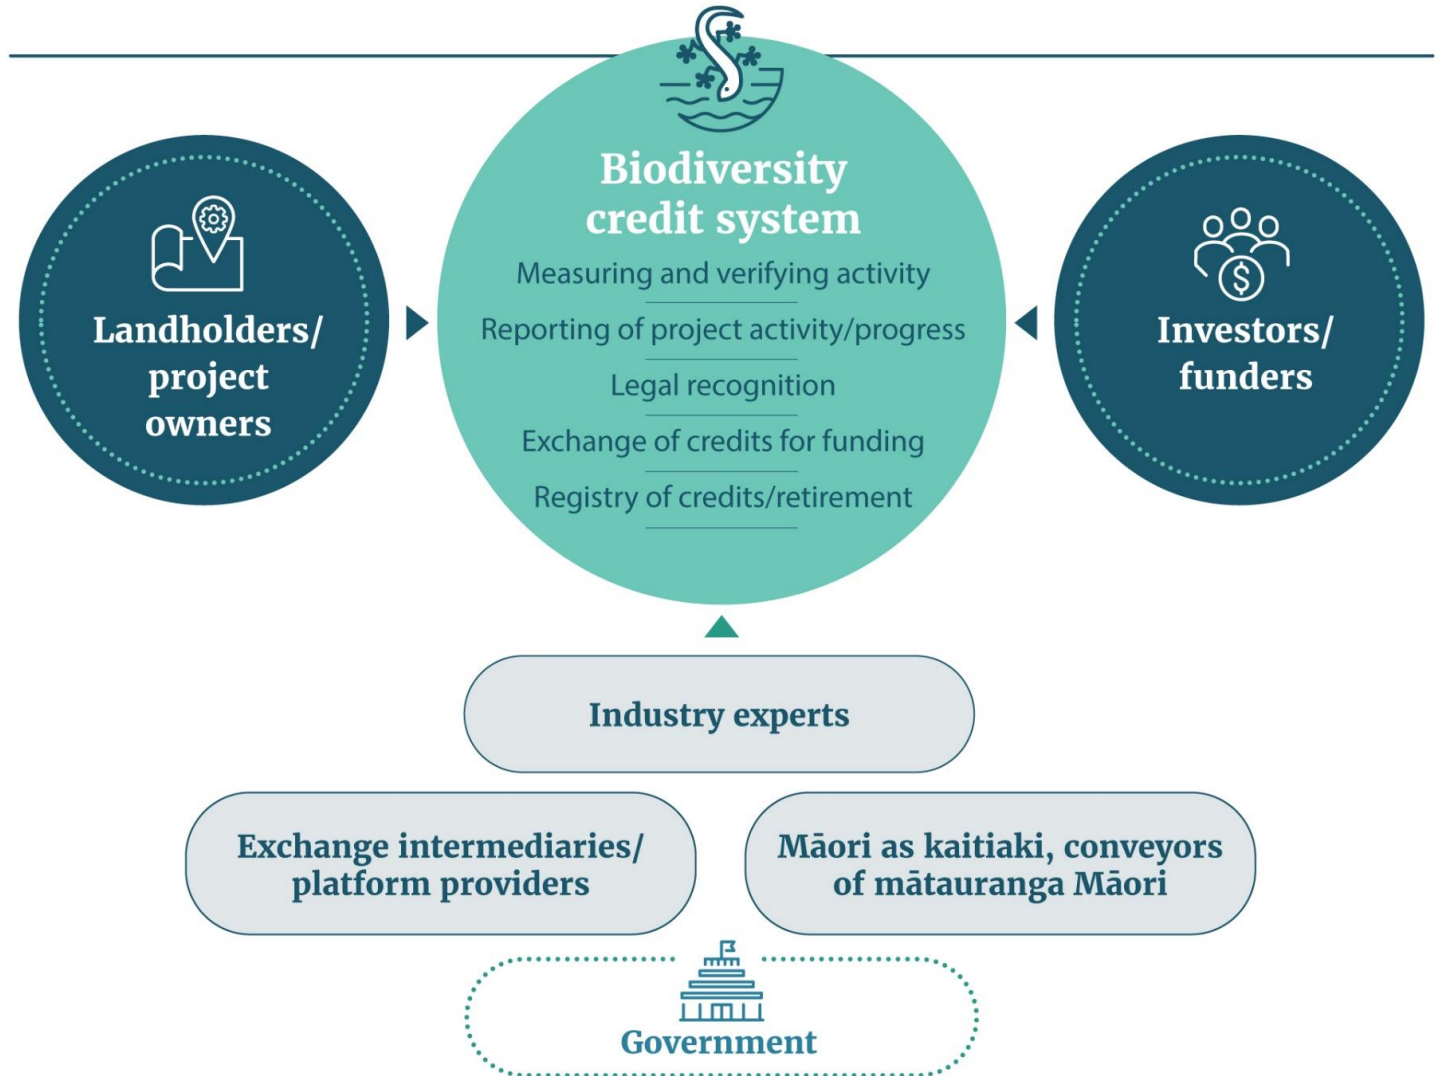 Biodiversity
credit system
Measuring and verifying activity
Reporting of project activity/progress
Legal recognition
Exchange of credits for funding
Registry of credits/retirement
Landholders/
project
owners
$
Investors/
funders
Industry experts
Exchange intermediaries/
platform providers
Māori as kaitiaki, conveyors
of mātauranga Māori
Government